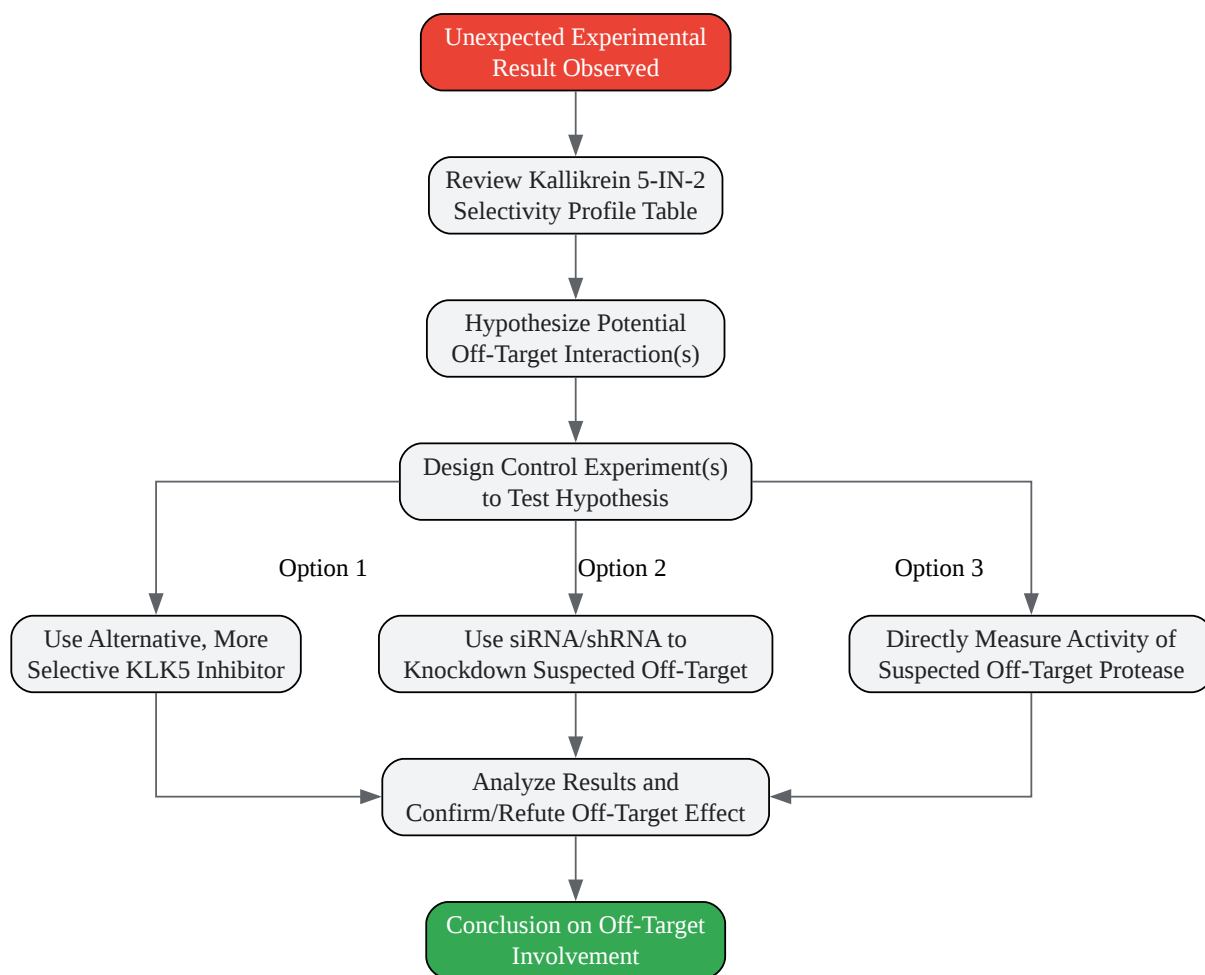 Unexpected Experimental
Result Observed
Review Kallikrein 5-IN-2
Selectivity Profile Table
Hypothesize Potential
Off-Target Interaction(s)
Design Control Experiment(s)
to Test Hypothesis
Option 1
Option 2
Option 3
Use Alternative, More
Selective KLK5 Inhibitor
Use siRNA/shRNA to
Knockdown Suspected Off-Target
Directly Measure Activity of
Suspected Off-Target Protease
Analyze Results and
Confirm/Refute Off-Target Effect
Conclusion on Off-Target
Involvement